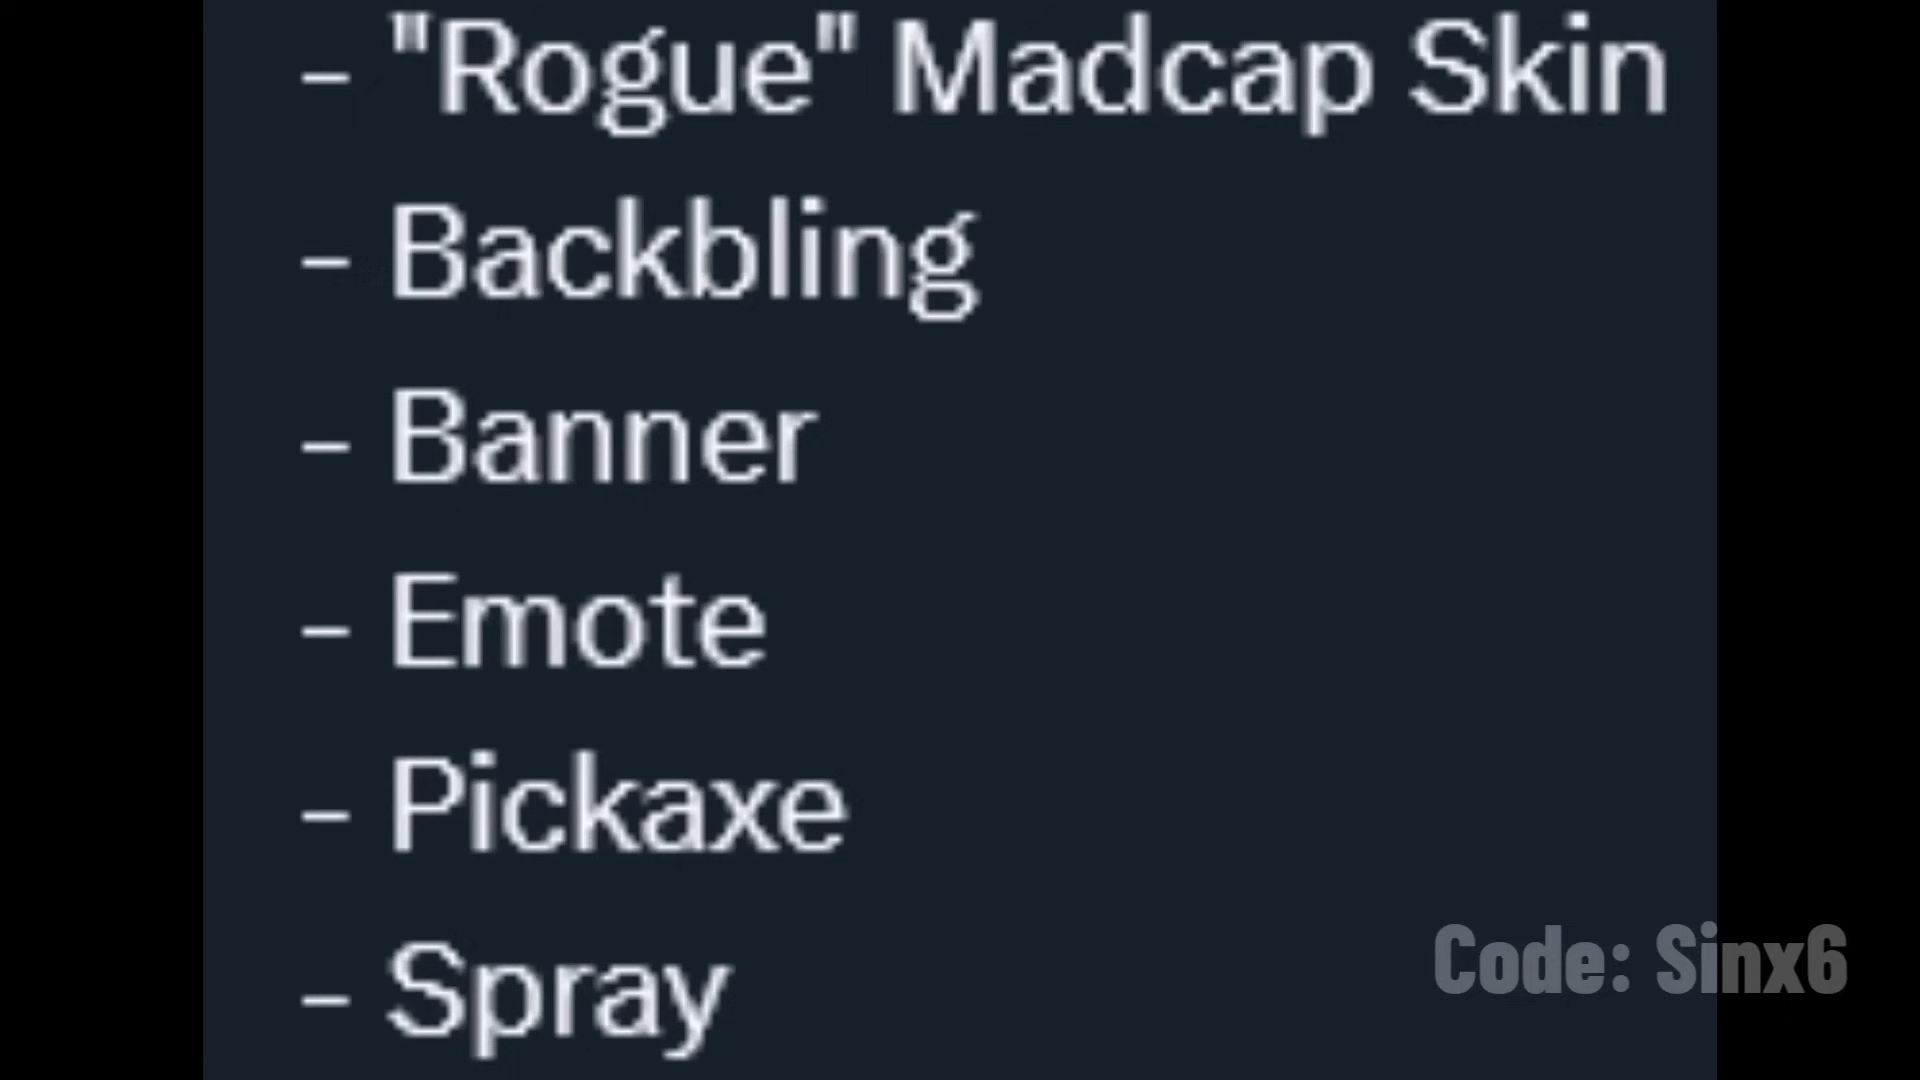 - "Rogue" Madcap Skin
- Backbling
- Banner
- Emote
- Pickaxe
- Spray
Code: Sinx6